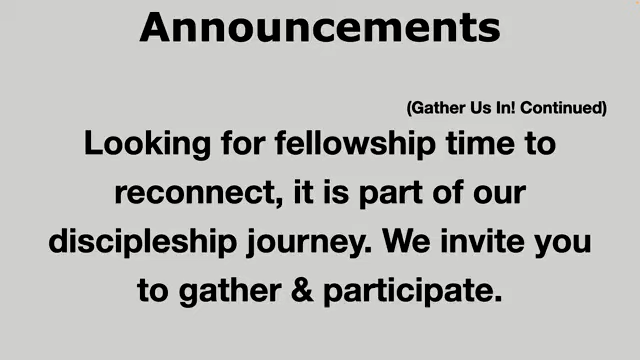 Announcements
(Gather Us In! Continued)
Looking for fellowship time to
reconnect, it is part of our
discipleship journey. We invite you
to gather & participate.